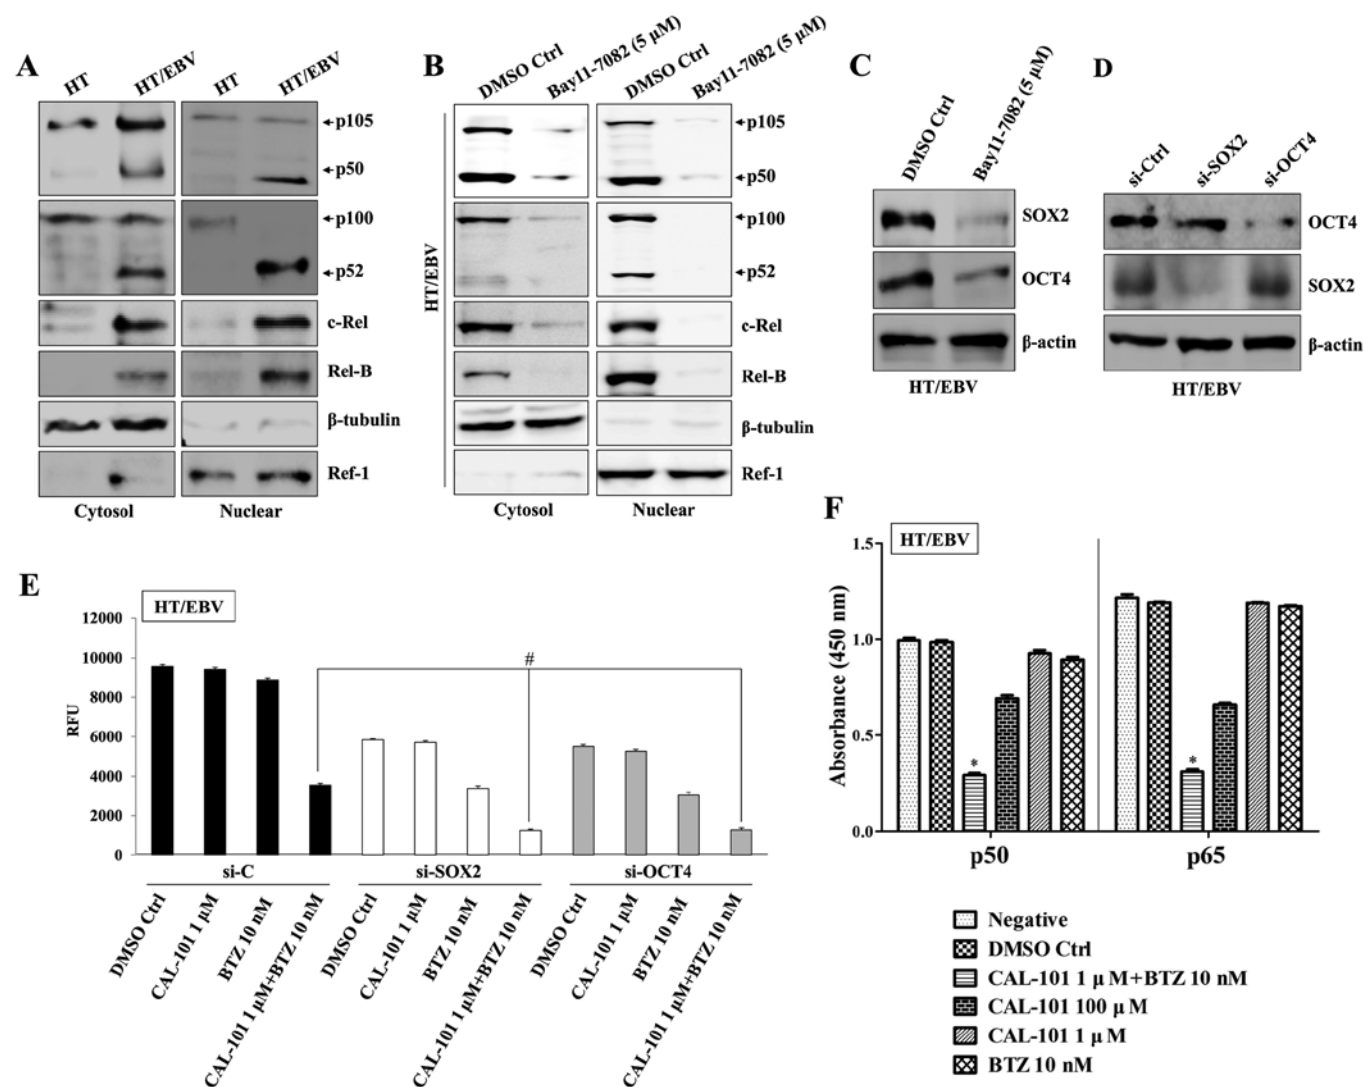 A
HT
HT/EBV
HT
HT/EBV
p105
p50
p100
p52
c-Rel
Rel-B
β-tubulin
Ref-1
Cytosol
Nuclear
B
DMSO Ctrl
Bay11-7082 (5 μM)
DMSO Ctrl
Bay11-7082 (5 μM)
HT/EBV
p105
p50
p100
p52
c-Rel
Rel-B
β-tubulin
Ref-1
Cytosol
Nuclear
C
DMSO Ctrl
Bay11-7082 (5 μM)
SOX2
OCT4
β-actin
HT/EBV
D
si-Ctrl
si-SOX2
si-OCT4
OCT4
SOX2
β-actin
HT/EBV
E
HT/EBV
RFU
12000
10000
8000
6000
4000
2000
0
#
si-C
si-SOX2
si-OCT4
DMSO Ctrl
CAL-101 1 μM
BTZ 10 nM
CAL-101 1 μM+BTZ 10 nM
DMSO Ctrl
CAL-101 1 μM
BTZ 10 nM
CAL-101 1 μM+BTZ 10 nM
DMSO Ctrl
CAL-101 1 μM
BTZ 10 nM
CAL-101 1 μM+BTZ 10 nM
F
HT/EBV
Absorbance (450 nm)
1.5
1.0
0.5
0.0
*
*
p50
p65
Negative
DMSO Ctrl
CAL-101 1 μM+BTZ 10 nM
CAL-101 100 μM
CAL-101 1 μM
BTZ 10 nM